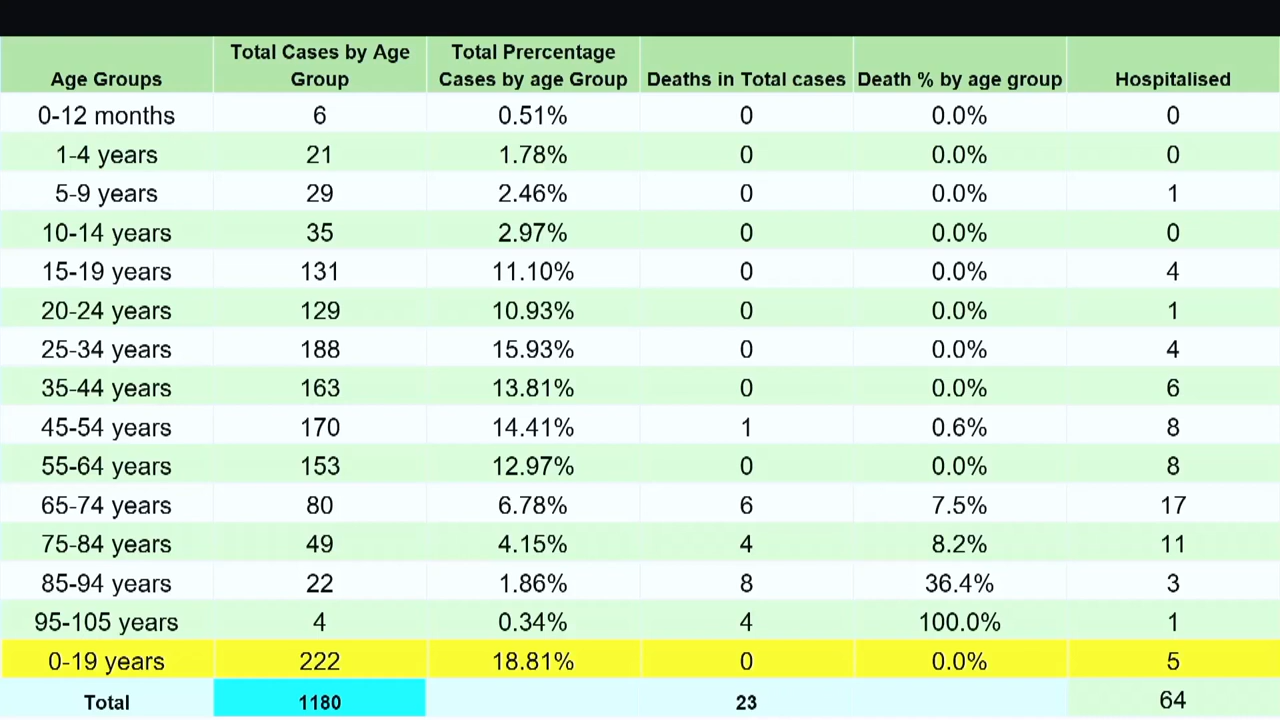 Age Groups Total Cases by Age Group Total Prercentage Cases by age Group Deaths in Total cases Death % by age group Hospitalised
0-12 months 6 0.51% 0 0.0% 0
1-4 years 21 1.78% 0 0.0% 0
5-9 years 29 2.46% 0 0.0% 1
10-14 years 35 2.97% 0 0.0% 0
15-19 years 131 11.10% 0 0.0% 4
20-24 years 129 10.93% 0 0.0% 1
25-34 years 188 15.93% 0 0.0% 4
35-44 years 163 13.81% 0 0.0% 6
45-54 years 170 14.41% 1 0.6% 8
55-64 years 153 12.97% 0 0.0% 8
65-74 years 80 6.78% 6 7.5% 17
75-84 years 49 4.15% 4 8.2% 11
85-94 years 22 1.86% 8 36.4% 3
95-105 years 4 0.34% 4 100.0% 1
0-19 years 222 18.81% 0 0.0% 5
Total 1180 23 64